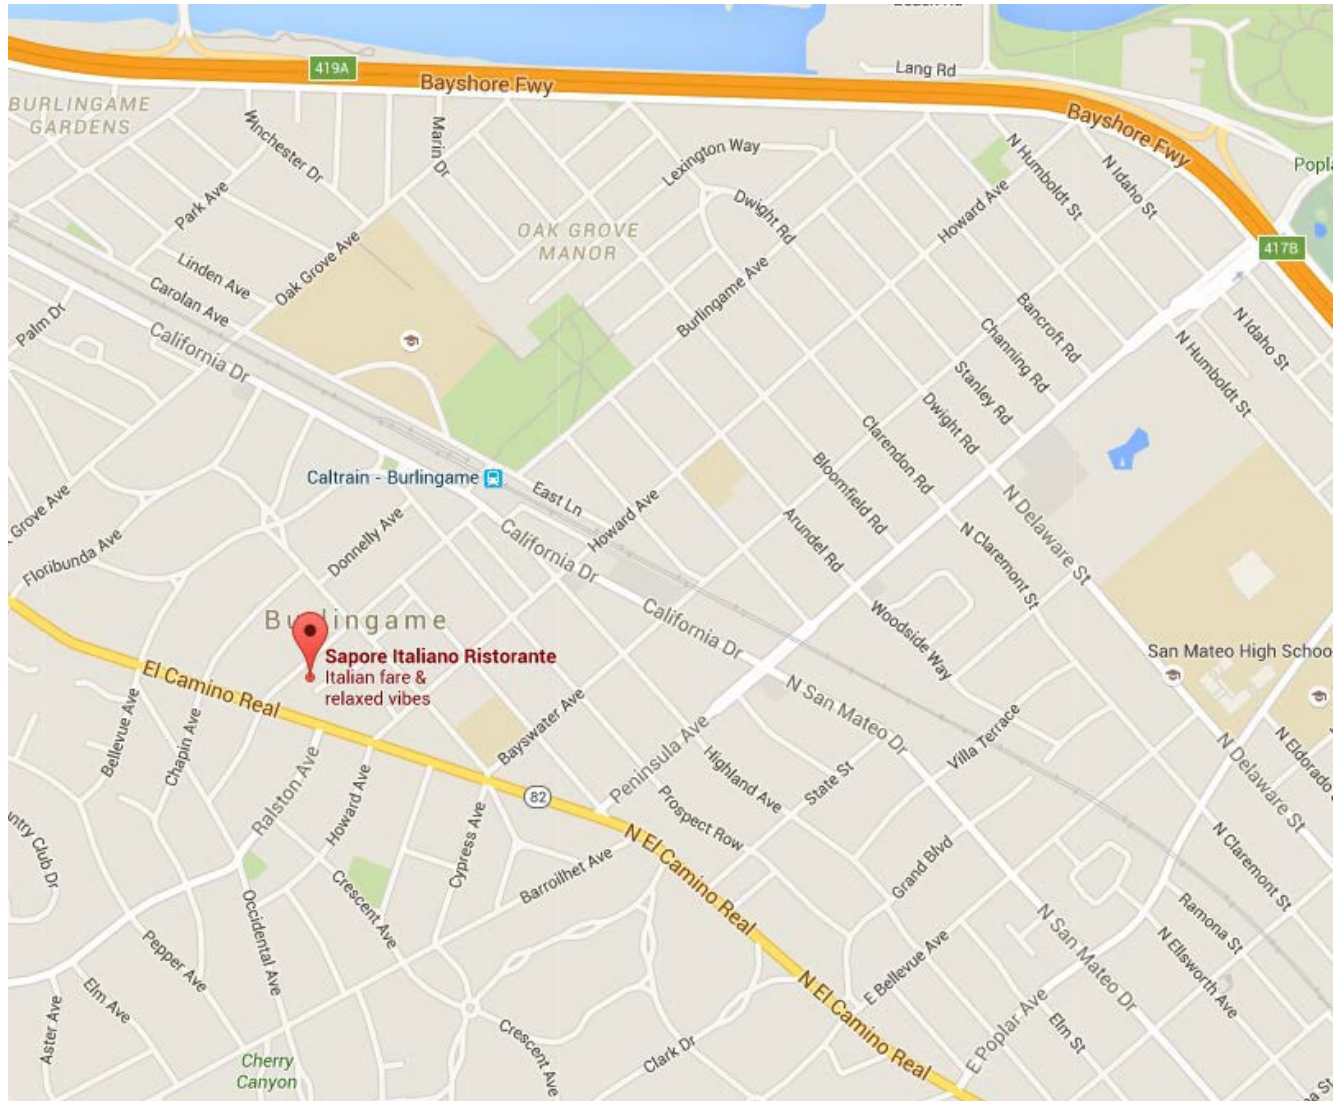 Lang Rd
419A
Bayshore Fwy
BURLINGAME
GARDENS
Winchester Dr
Marin Dr
Lexington Way
Bayshore Fwy
N Humboldt St
N Idaho St
Park Ave
Dwight Rd
Howard Ave
OAK GROVE
MANOR
417B
Linden Ave
Oak Grove Ave
Carolan Ave
Burlingame Ave
Palm Dr
California Dr
Bancroft Rd
Channing Rd
Stanley Rd
Dwight Rd
N Idaho St
N Humboldt St
Clarendon Rd
Bloomfield Rd
Caltrain - Burlingame
East Ln
Howard Ave
Grove Ave
Floribunda Ave
Donnelly Ave
California Dr
Arundel Rd
N Delaware St
N Claremont St
Burlingame
California Dr
Woodside Way
Sapore Italiano Ristorante
Italian fare &
relaxed vibes
San Mateo High Schoo
El Camino Real
Bellevue Ave
Chapin Ave
Ralston Ave
Howard Ave
Bayswater Ave
Peninsula Ave
N San Mateo Dr
Highland Ave
State St
Villa Terrace
N Delaware St
N Eldorado
82
Prospect Row
N El Camino Real
Cypress Ave
Barroilhet Ave
Grand Blvd
N Claremont St
ntry Club Dr
Crescent Ave
Occidental Ave
Pepper Ave
Elm Ave
Aster Ave
N San Mateo Dr
Ramona St
N Ellsworth Ave
E Bellevue Ave
N El Camino Real
E Poplar Ave
Elm St
Crescent Ave
Clark Dr
Cherry
Canyon